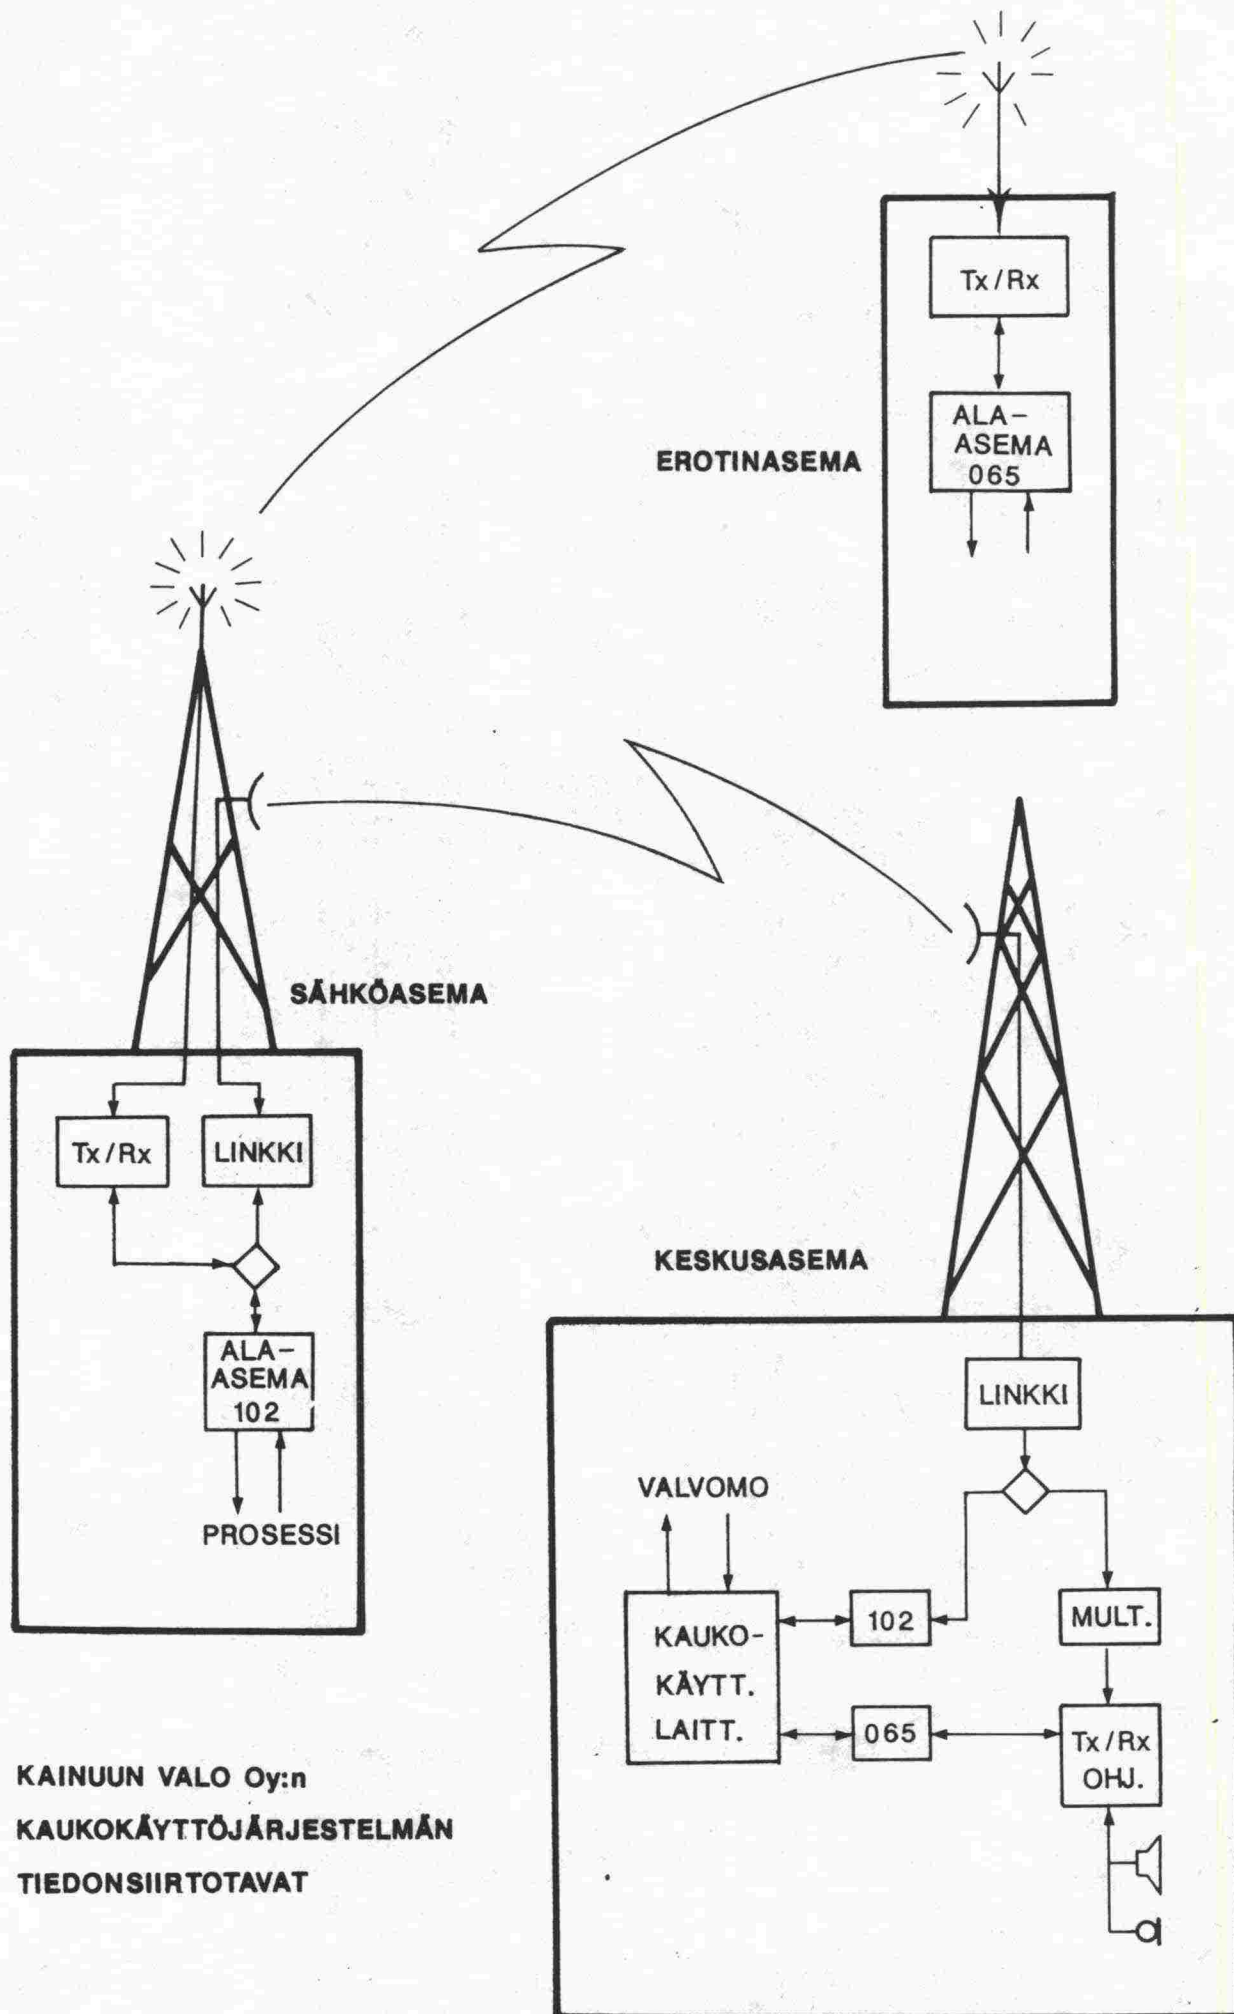 Tx/Rx
ALA-
ASEMA
065
EROTINASEMA
SÄHKÖASEMA
Tx/Rx
LINKKI
ALA-
ASEMA
102
PROSESSI
KESKUSASEMA
LINKKI
VALVOMO
KAUKO-
KÄYTT.
LAITT.
102
065
MULT.
Tx/Rx
OHJ.
KAINUUN VALO Oy:n
KAUKOKÄYTTÖJÄRJESTELMÄN
TIEDONSIIRTOTAVAT